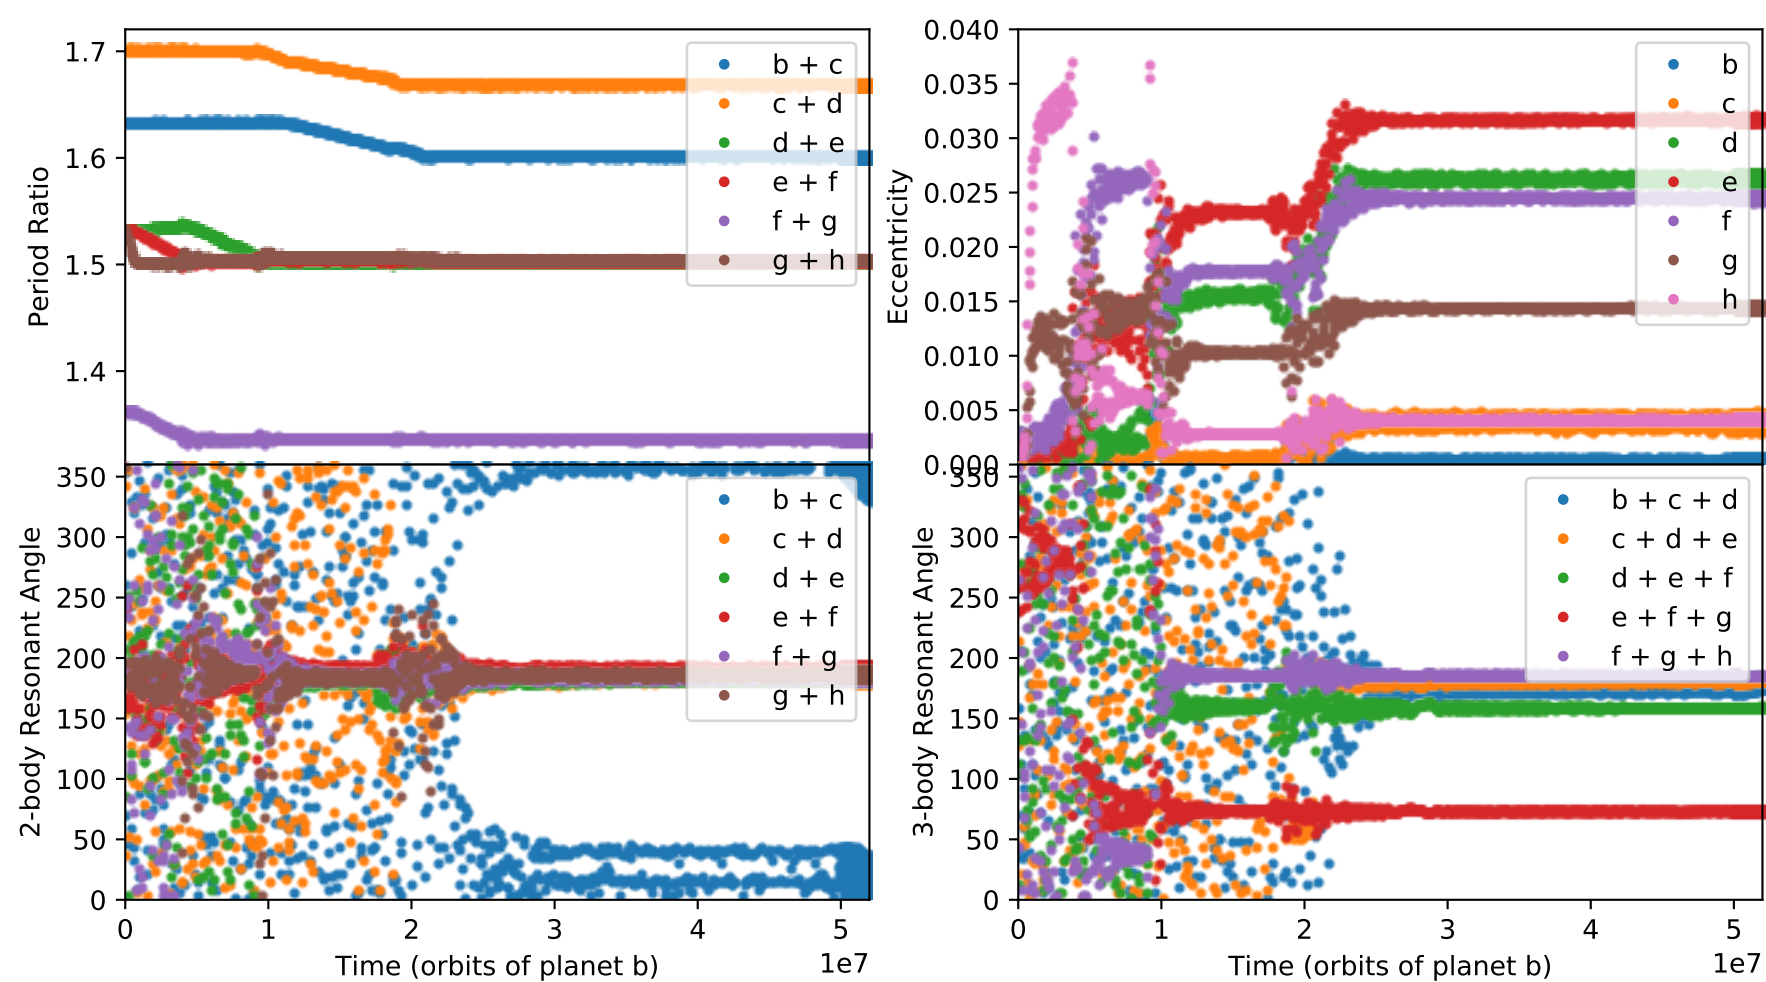 1.7
1.6
1.5
1.4
Period Ratio
b + c
c + d
d + e
e + f
f + g
g + h
0.040
0.035
0.030
0.025
0.020
0.015
0.010
0.005
0.000
Eccentricity
b
c
d
e
f
g
h
350
300
250
200
150
100
50
0
2-body Resonant Angle
b + c
c + d
d + e
e + f
f + g
g + h
0 1 2 3 4 5
1e7
Time (orbits of planet b)
350
300
250
200
150
100
50
0
3-body Resonant Angle
b + c + d
c + d + e
d + e + f
e + f + g
f + g + h
0 1 2 3 4 5
1e7
Time (orbits of planet b)